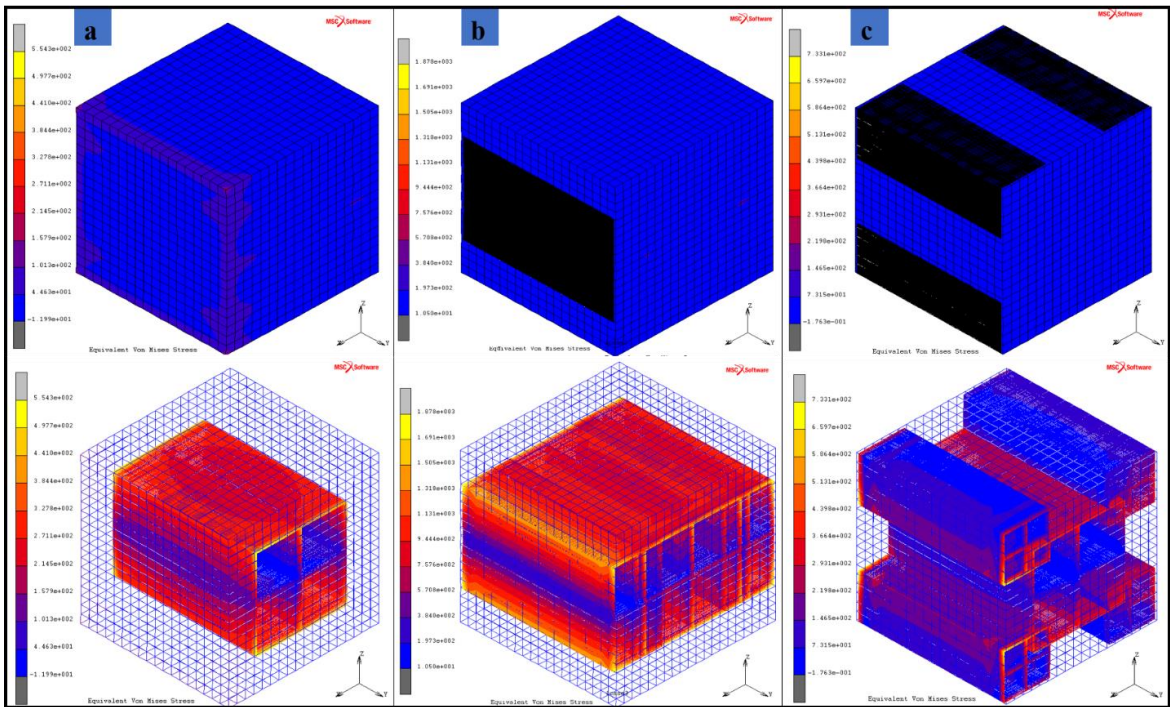 a
MSC Software
5.543e+002
4.977e+002
4.410e+002
3.844e+002
3.278e+002
2.711e+002
2.145e+002
1.579e+002
1.013e+002
4.463e+001
-1.199e+001
Equivalent Von Mises Stress
Z
Y
b
MSC Software
1.878e+003
1.691e+003
1.505e+003
1.318e+003
1.131e+003
9.444e+002
7.576e+002
5.708e+002
3.840e+002
1.973e+002
1.050e+001
Equivalent Von Mises Stress
Z
Y
c
MSC Software
7.331e+002
6.597e+002
5.864e+002
5.131e+002
4.398e+002
3.664e+002
2.931e+002
2.198e+002
1.465e+002
7.315e+001
-1.763e-001
Equivalent Von Mises Stress
Z
Y
MSC Software
5.543e+002
4.977e+002
4.410e+002
3.844e+002
3.278e+002
2.711e+002
2.145e+002
1.579e+002
1.013e+002
4.463e+001
-1.199e+001
Equivalent Von Mises Stress
Z
Y
MSC Software
1.878e+003
1.691e+003
1.505e+003
1.318e+003
1.131e+003
9.444e+002
7.576e+002
5.708e+002
3.840e+002
1.973e+002
1.050e+001
Equivalent Von Mises Stress
Z
Y
MSC Software
7.331e+002
6.597e+002
5.864e+002
5.131e+002
4.398e+002
3.664e+002
2.931e+002
2.198e+002
1.465e+002
7.315e+001
-1.763e-001
Equivalent Von Mises Stress
Z
Y